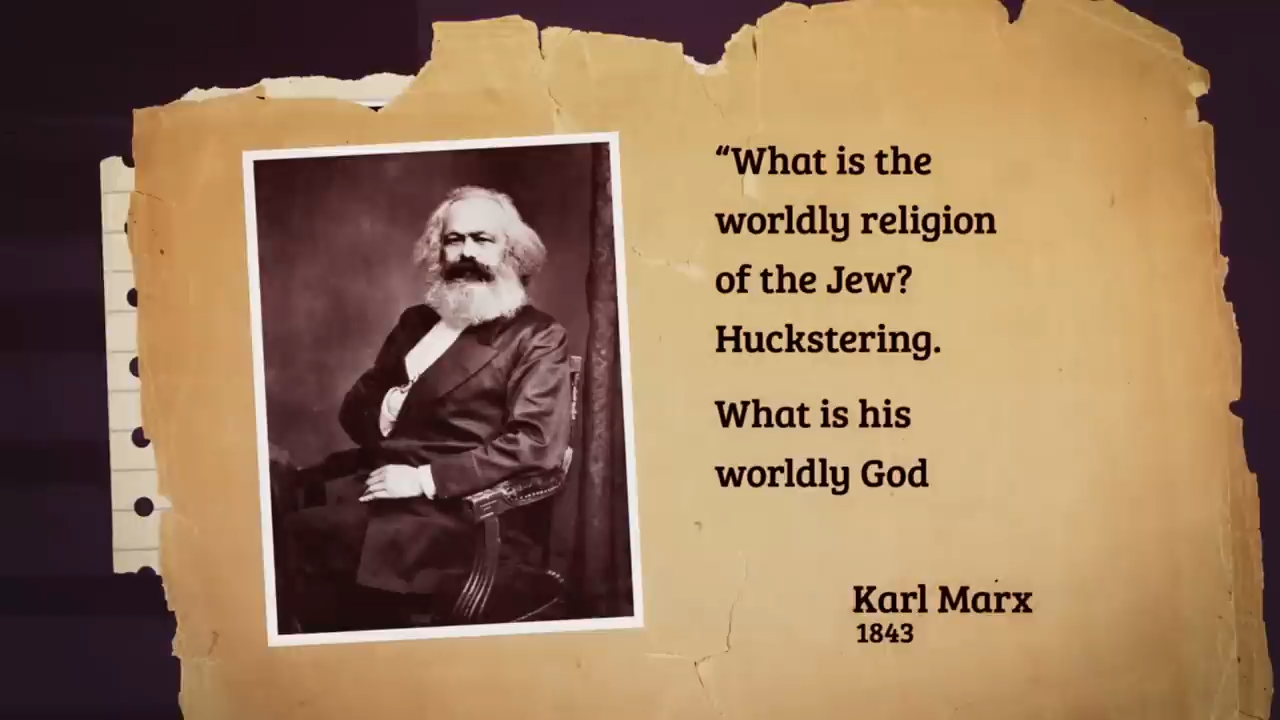 “What is the
worldly religion
of the Jew?
Huckstering.
What is his
worldly God
Karl Marx
1843